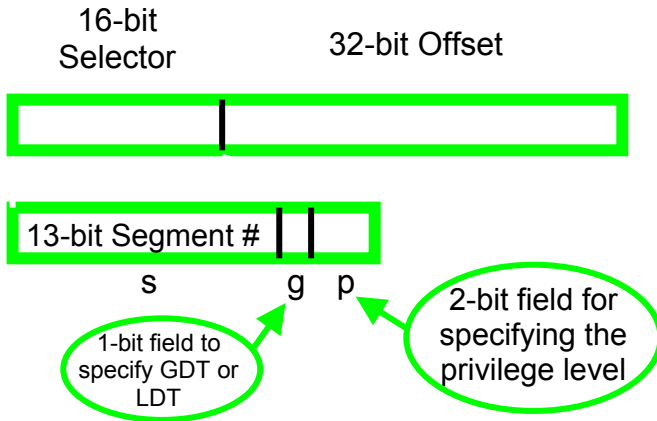 16-bit
Selector
32-bit Offset
13-bit Segment #
s
g
p
1-bit field to
specify GDT or
LDT
2-bit field for
specifying the
privilege level